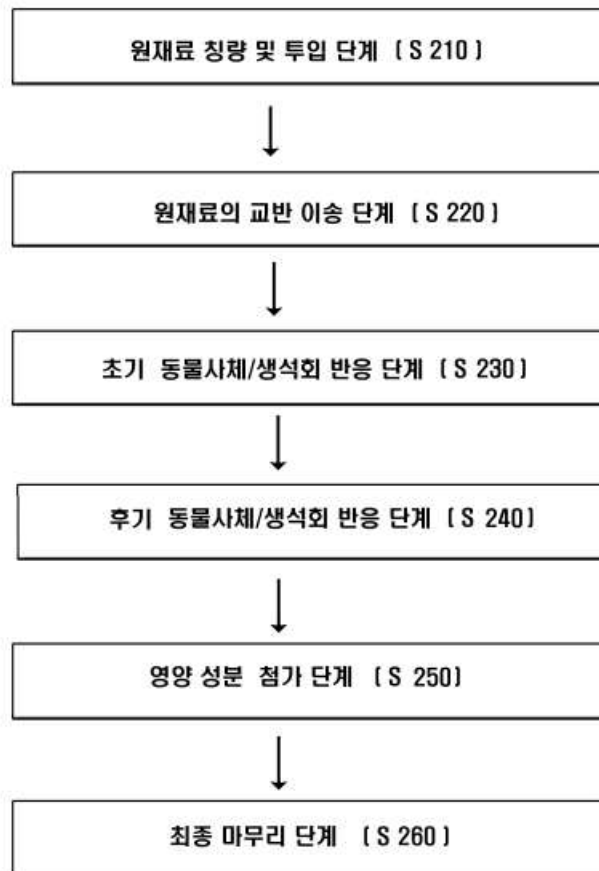 원재료 칭량 및 투입 단계 ( S 210 )
원재료의 교반 이송 단계 ( S 220 )
초기 동물사체/생석회 반응 단계 ( S 230 )
후기 동물사체/생석회 반응 단계 ( S 240)
영양 성분 첨가 단계 ( S 250)
최종 마무리 단계 ( S 260 )